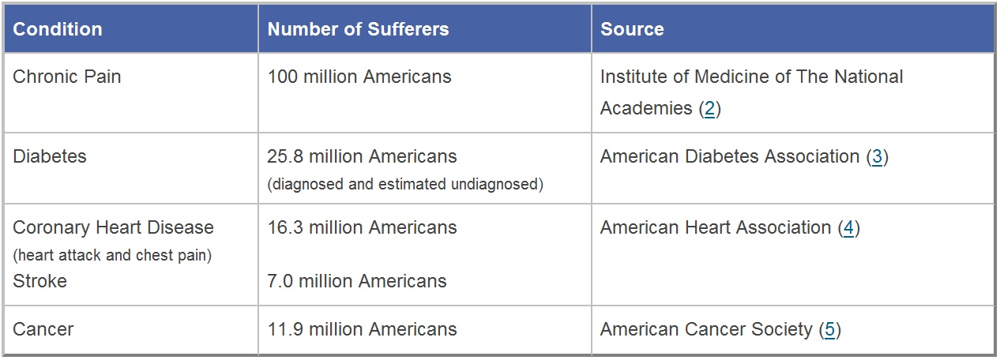 Condition Number of Sufferers Source
Chronic Pain 100 million Americans Institute of Medicine of The National
Academies (2)
Diabetes 25.8 million Americans American Diabetes Association (3)
(diagnosed and estimated undiagnosed)
Coronary Heart Disease 16.3 million Americans American Heart Association (4)
(heart attack and chest pain)
Stroke 7.0 million Americans
Cancer 11.9 million Americans American Cancer Society (5)